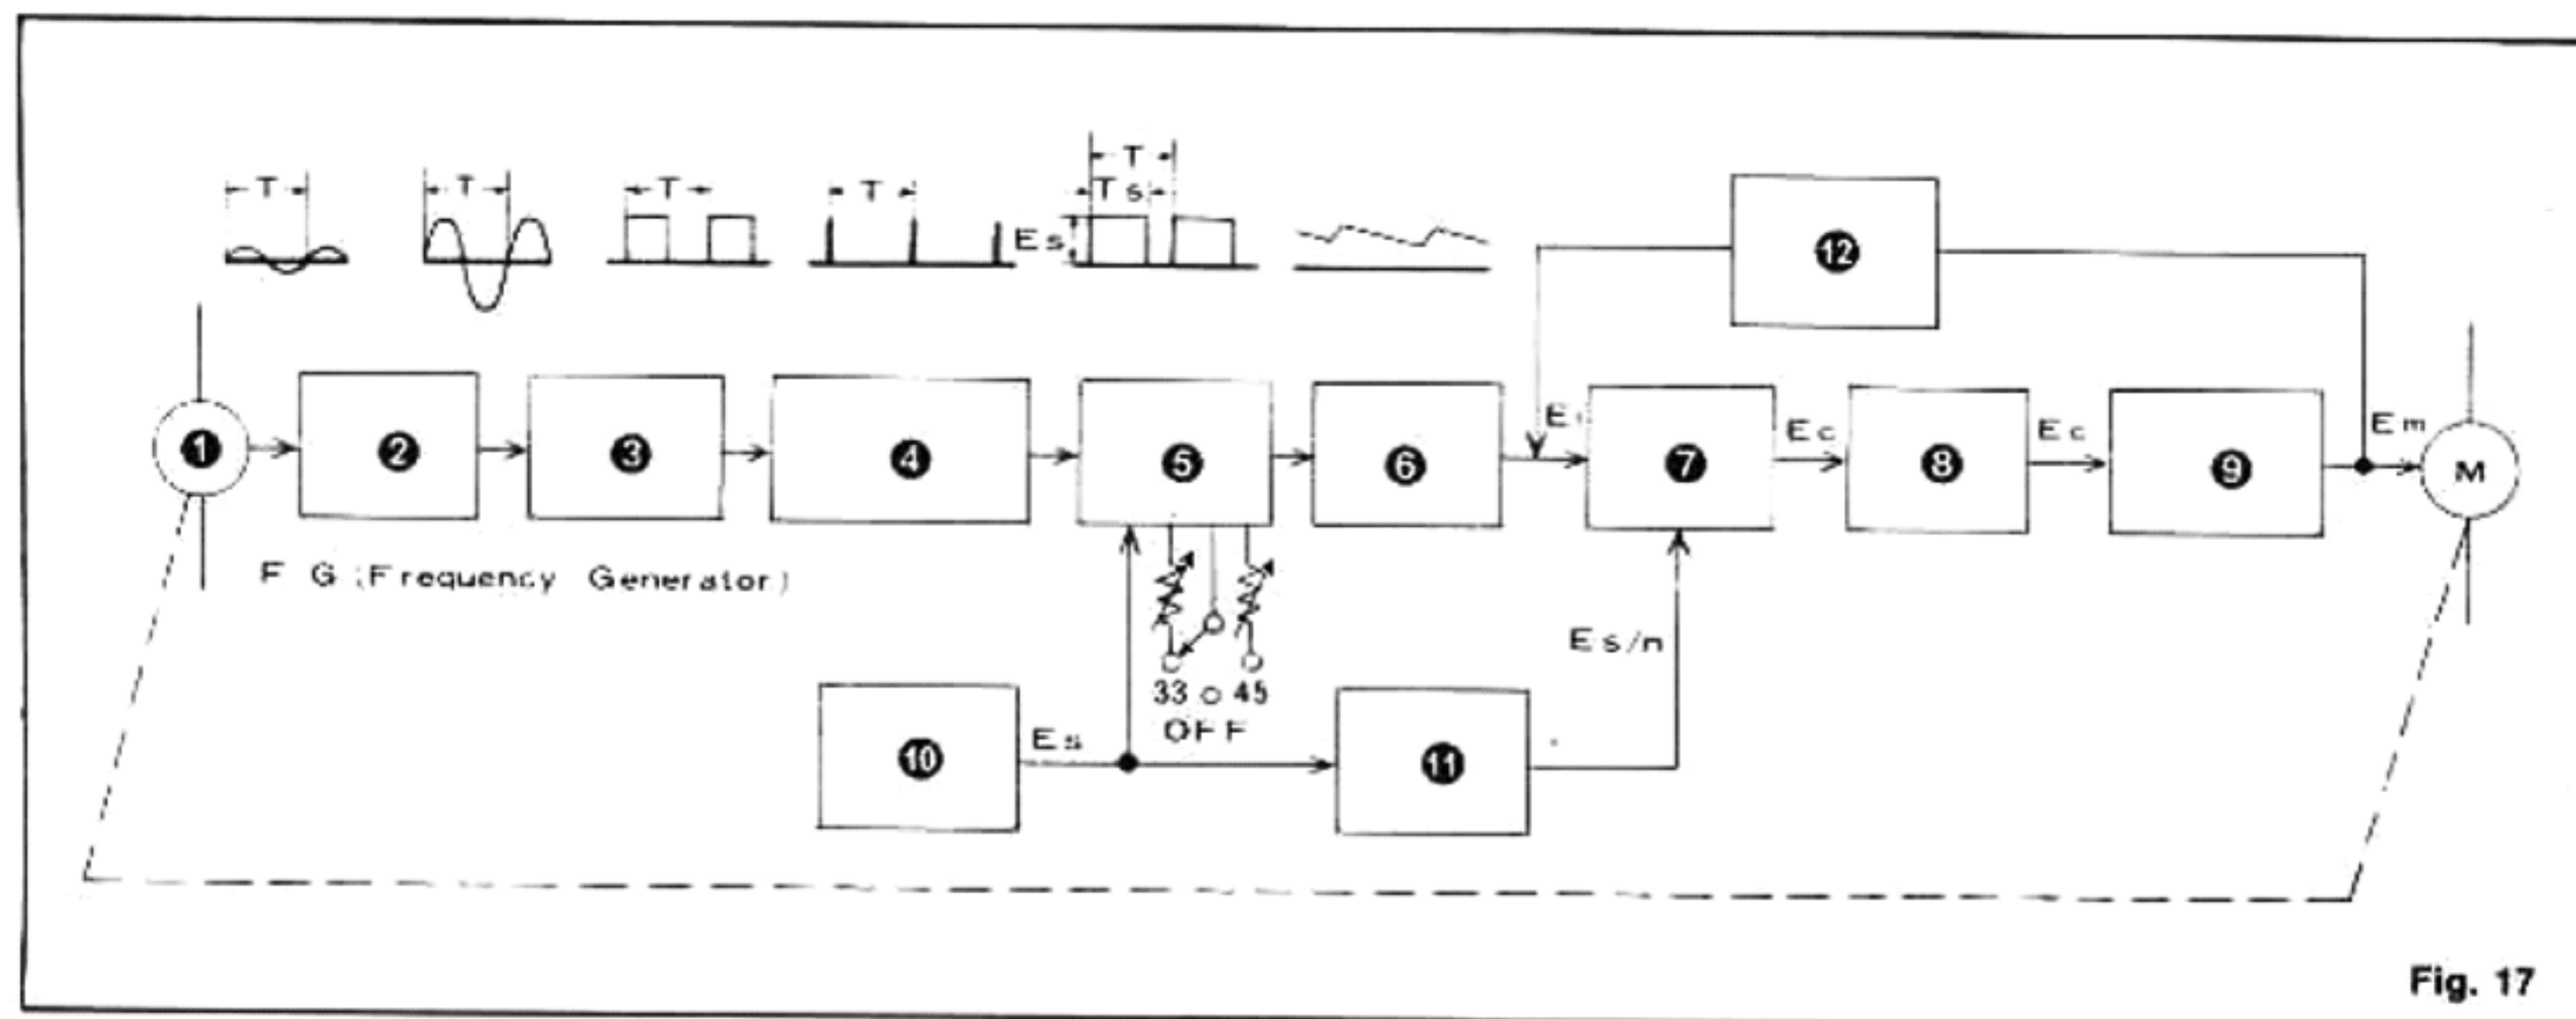 T T T T T
Ts
Es
12
1 2 3 4 5 6 7 8 9 M
Ec Ec Em
F G (Frequency Generator)
Es/n
33 45
OFF
10 Es 11
Fig. 17